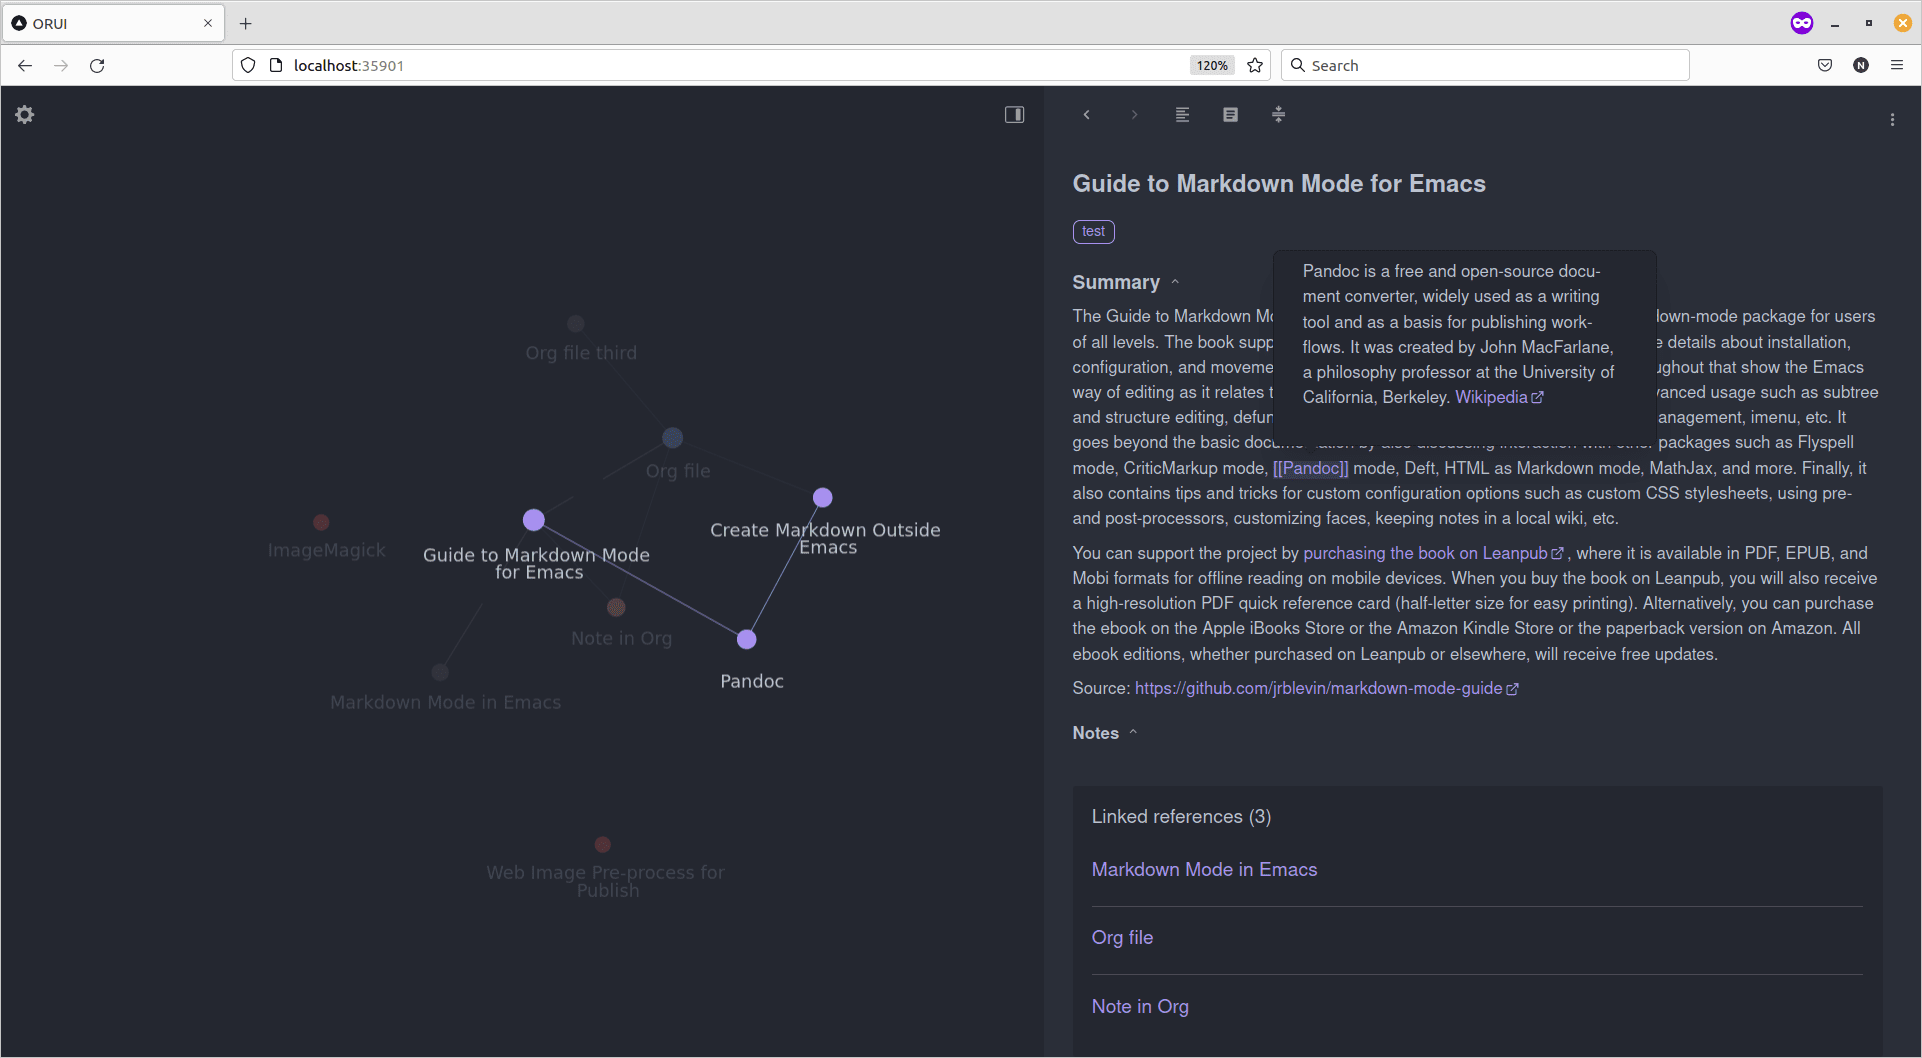 ORUI
localhost:35901
120%
Search
N
Org file third
Org file
Create Markdown Outside
Emacs
ImageMagick
Guide to Markdown Mode
for Emacs
Note in Org
Pandoc
Markdown Mode in Emacs
Web Image Pre-process for
Publish
Guide to Markdown Mode for Emacs
test
Summary
Pandoc is a free and open-source docu-
ment converter, widely used as a writing
tool and as a basis for publishing work-
flows. It was created by John MacFarlane,
a philosophy professor at the University of
California, Berkeley. Wikipedia
The Guide to Markdown Mo down-mode package for users
of all levels. The book supp e details about installation,
configuration, and moveme ughout that show the Emacs
way of editing as it relates t vanced usage such as subtree
and structure editing, defun anagement, imenu, etc. It
goes beyond the basic documentation by also discussing interaction with other packages such as Flyspell
mode, CriticMarkup mode, [[Pandoc]] mode, Deft, HTML as Markdown mode, MathJax, and more. Finally, it
also contains tips and tricks for custom configuration options such as custom CSS stylesheets, using pre-
and post-processors, customizing faces, keeping notes in a local wiki, etc.
You can support the project by purchasing the book on Leanpub, where it is available in PDF, EPUB, and
Mobi formats for offline reading on mobile devices. When you buy the book on Leanpub, you will also receive
a high-resolution PDF quick reference card (half-letter size for easy printing). Alternatively, you can purchase
the ebook on the Apple iBooks Store or the Amazon Kindle Store or the paperback version on Amazon. All
ebook editions, whether purchased on Leanpub or elsewhere, will receive free updates.
Source: https://github.com/jrblevin/markdown-mode-guide
Notes
Linked references (3)
Markdown Mode in Emacs
Org file
Note in Org